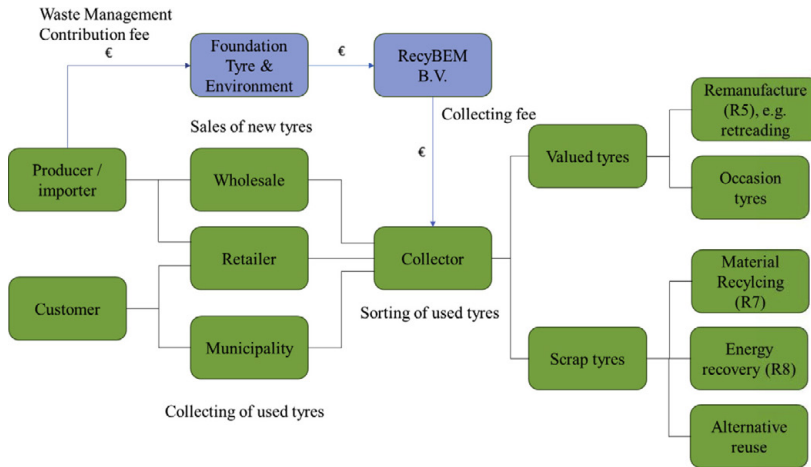 Waste Management
Contribution fee
€
Foundation
Tyre &
Environment
€
RecyBEM
B.V.
Sales of new tyres
Collecting fee
€
Producer /
importer
Wholesale
Retailer
Customer
Municipality
Collecting of used tyres
Collector
Sorting of used tyres
Valued tyres
Remanufacture
(R5), e.g.
retreading
Occasion
tyres
Scrap tyres
Material
Recylcing
(R7)
Energy
recovery (R8)
Alternative
reuse